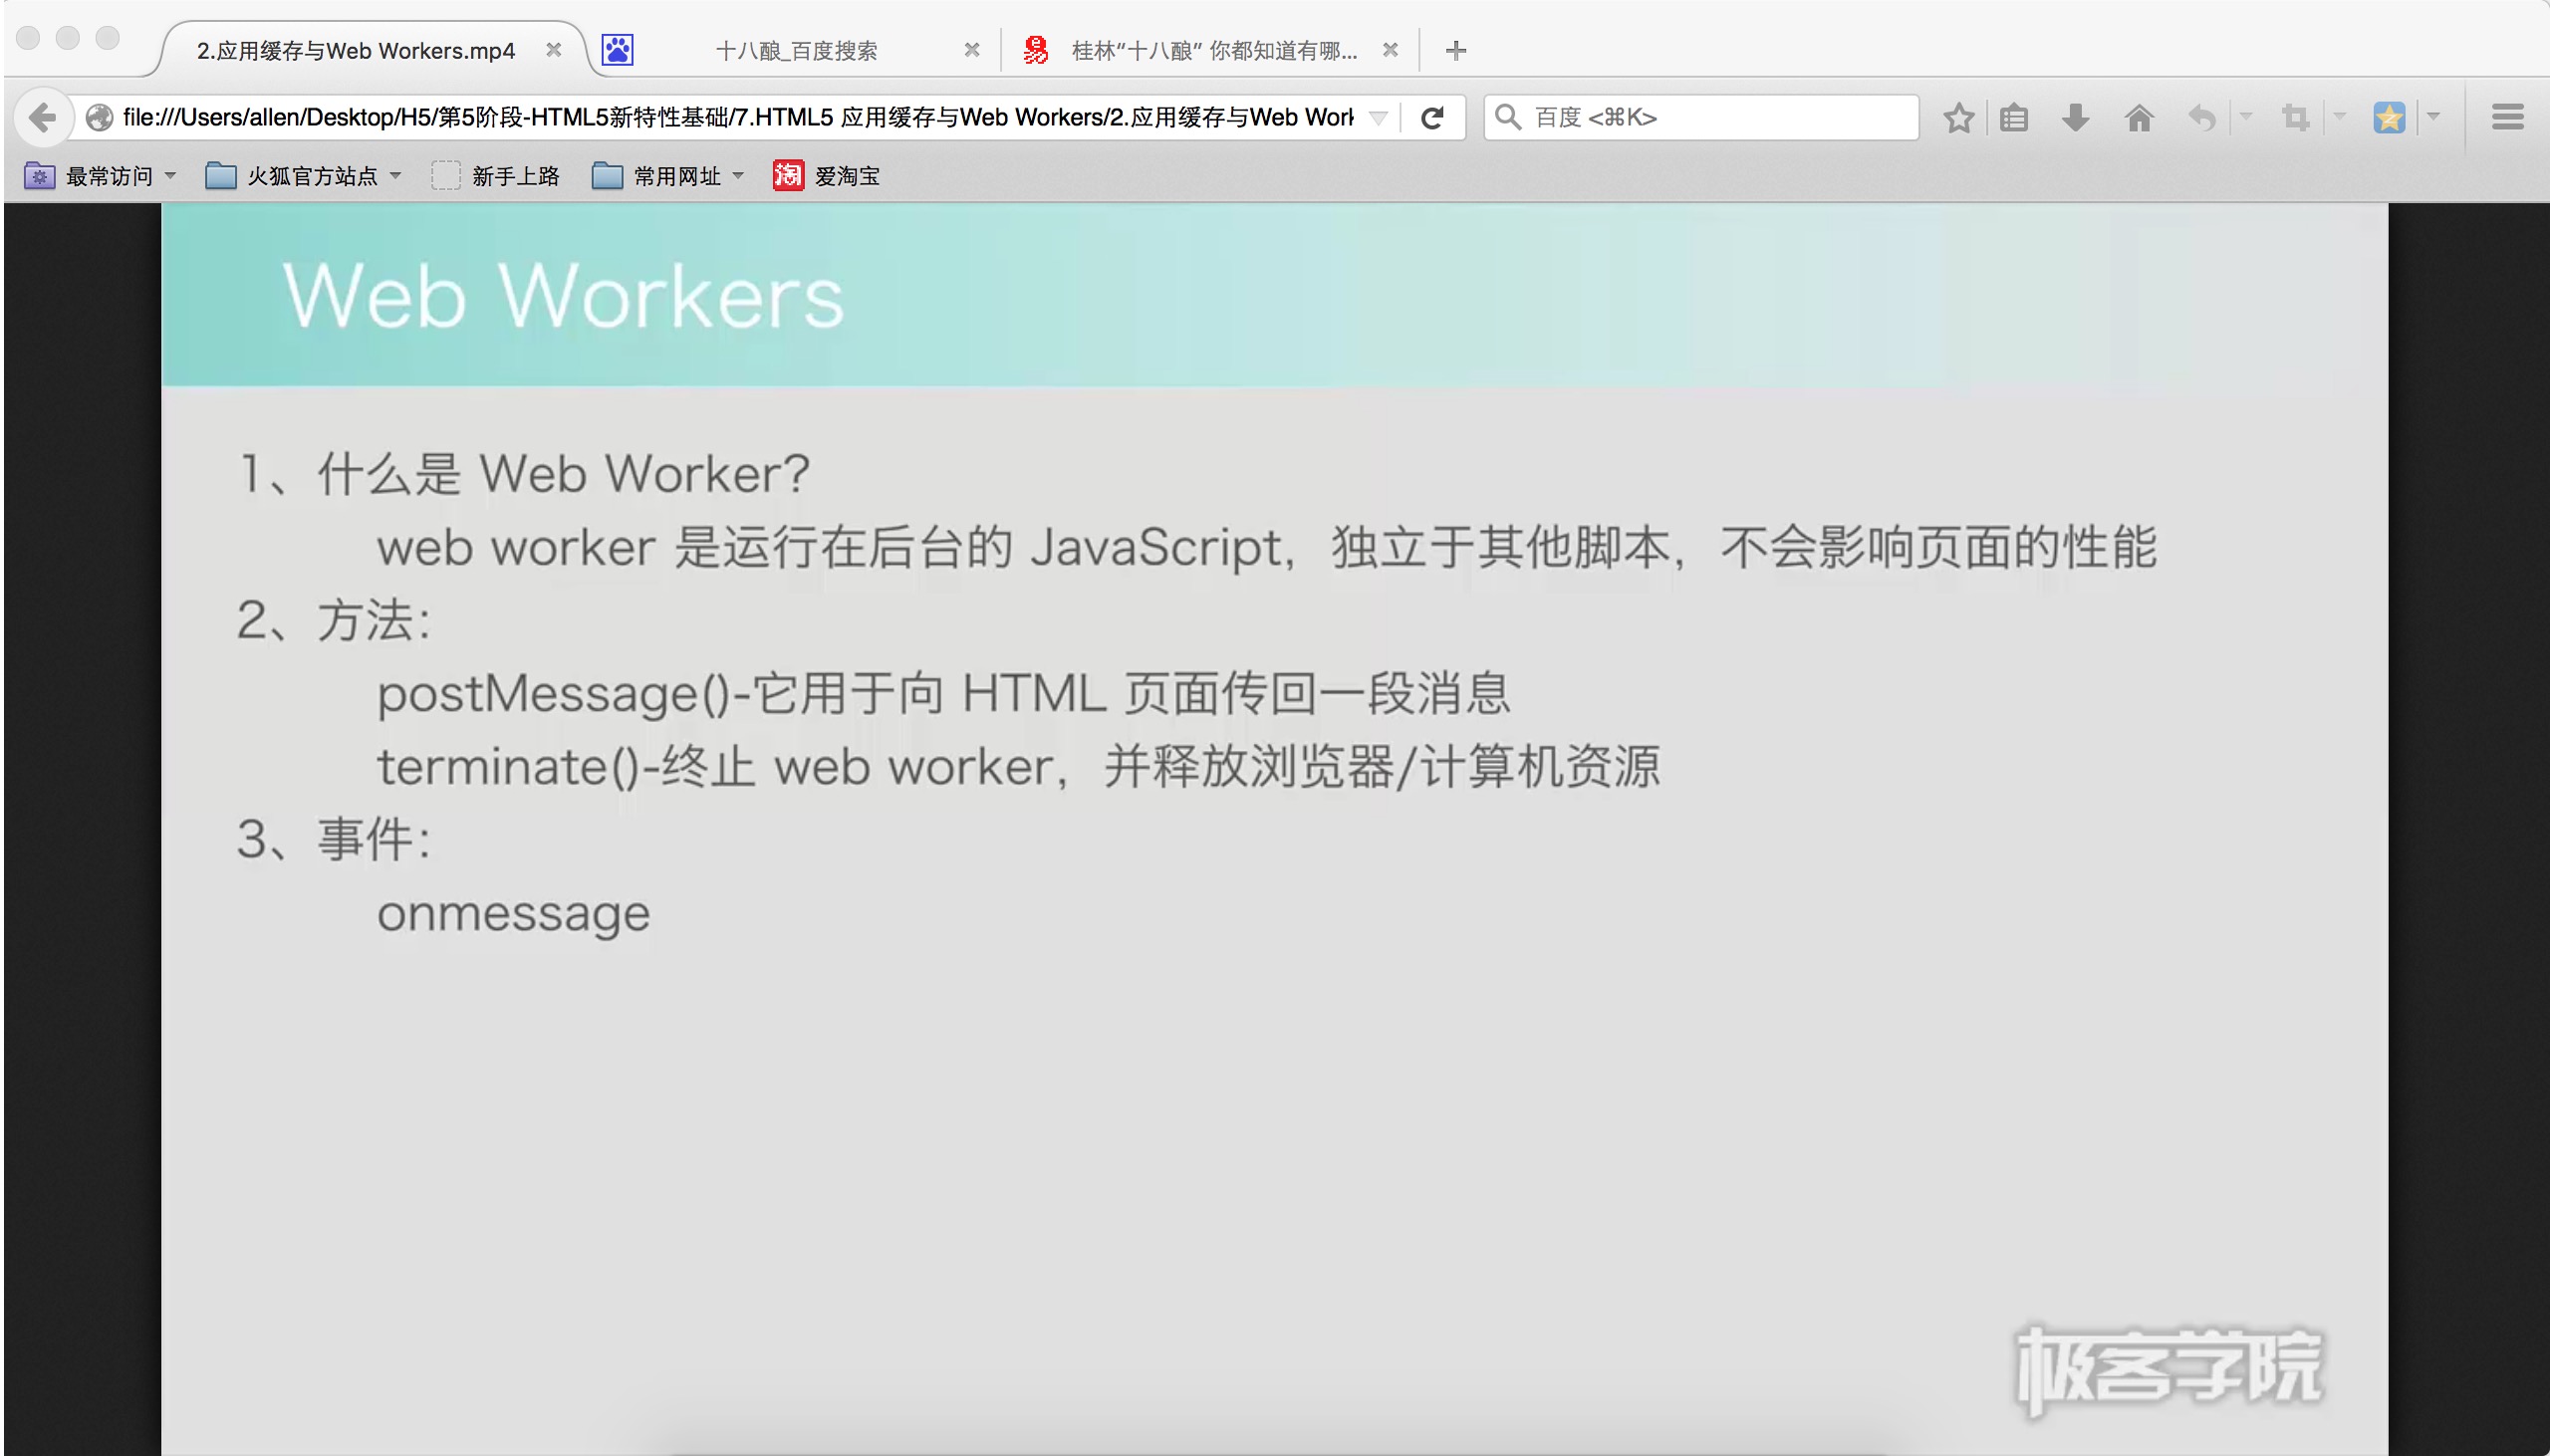 2.应用缓存与Web Workers.mp4
十八酿_百度搜索
桂林“十八酿” 你都知道有哪...
file:///Users/allen/Desktop/H5/第5阶段-HTML5新特性基础/7.HTML5 应用缓存与Web Workers/2.应用缓存与Web Work
百度 <⌘K>
最常访问
火狐官方站点
新手上路
常用网址
淘
爱淘宝
Web Workers
1、什么是 Web Worker?
web worker 是运行在后台的 JavaScript，独立于其他脚本，不会影响页面的性能
2、方法：
postMessage()-它用于向 HTML 页面传回一段消息
terminate()-终止 web worker，并释放浏览器/计算机资源
3、事件：
onmessage
极客学院